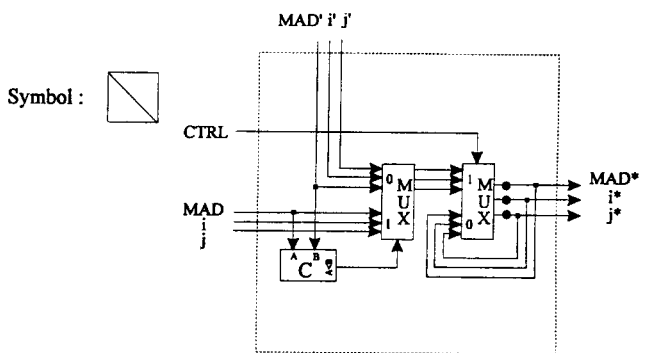 MAD' i' j'
Symbol :
CTRL
0 M U X 1
1 M U X 0
MAD
i
j
MAD*
i*
j*
A B
C A<B